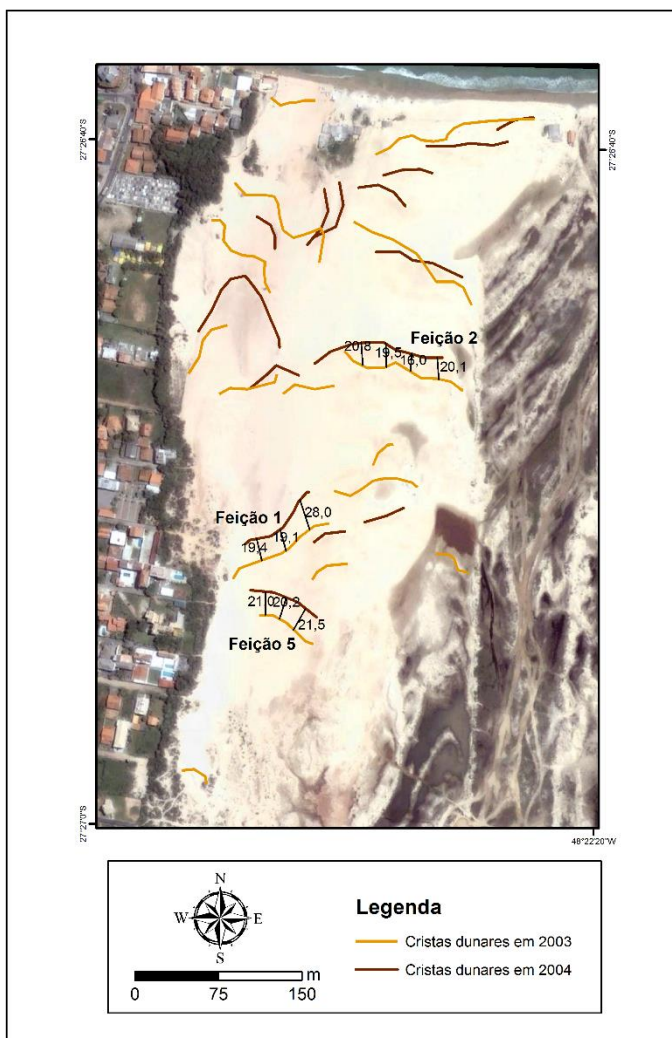 27°26'40"S
27°26'40"S
Feição 2
20,8
19,5
16,0
20,1
Feição 1
28,0
19,1
19,4
21,0
20,2
21,5
Feição 5
27°27'0"S
48°22'20"W
N
W
E
S
m
0
75
150
Legenda
Cristas dunares em 2003
Cristas dunares em 2004